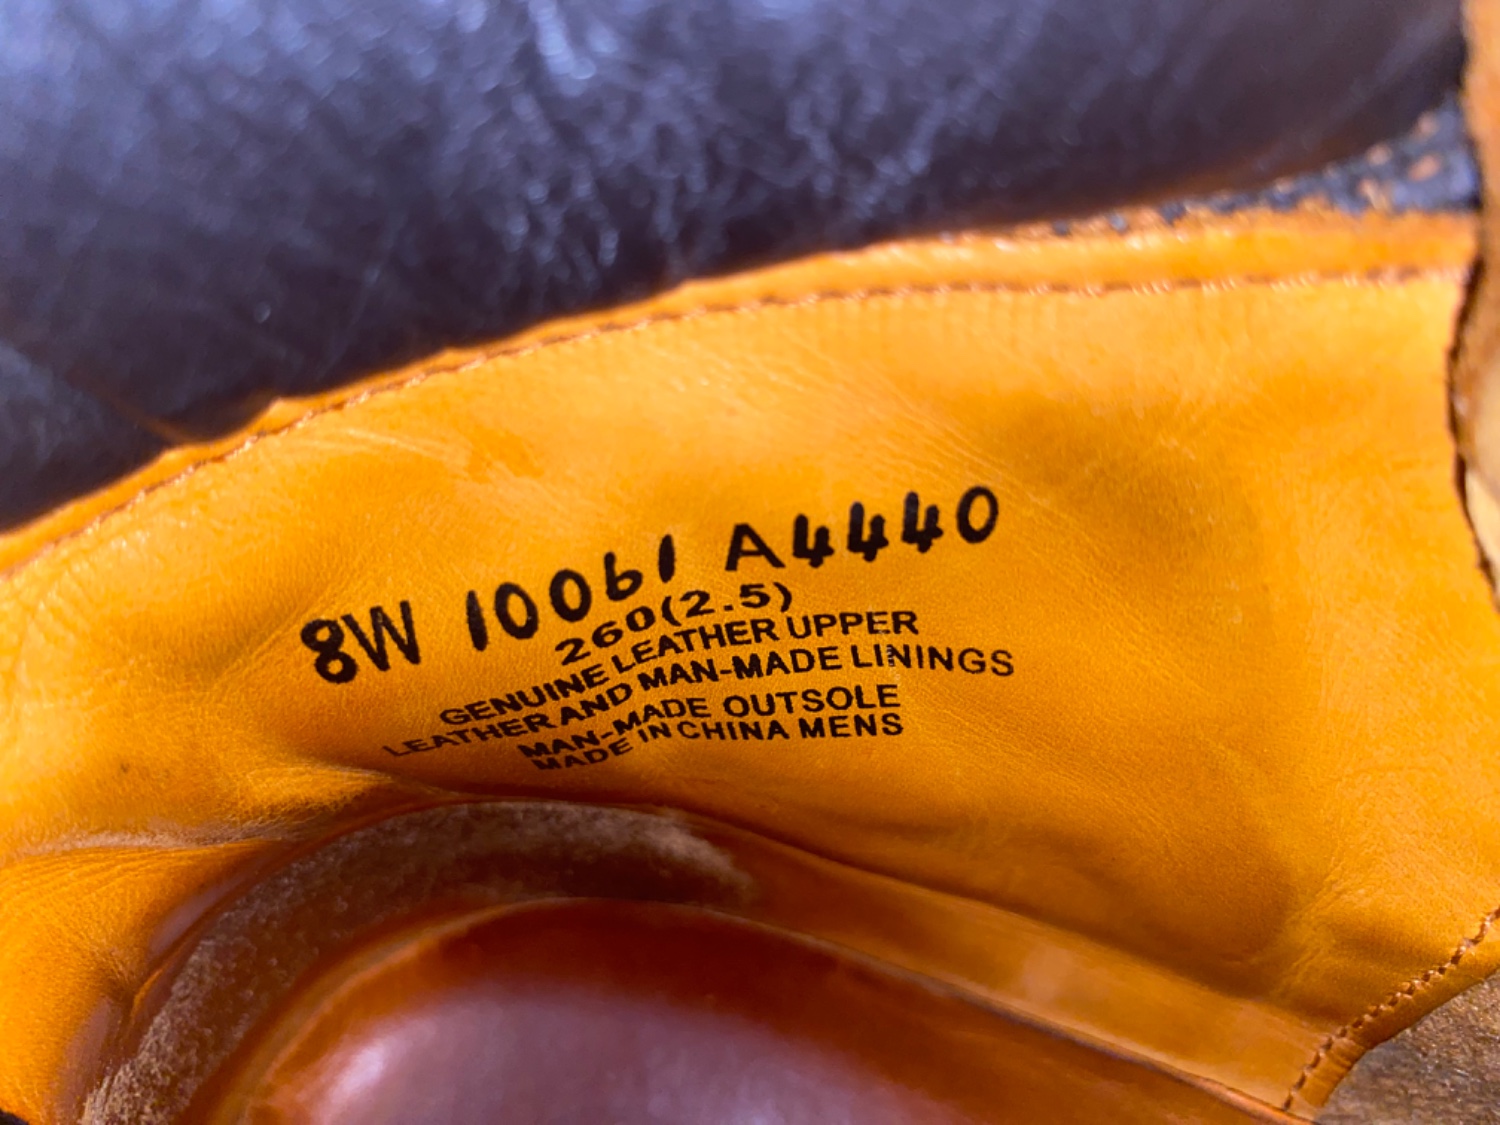 8W 10061 A4440
260(2.5)
GENUINE LEATHER UPPER
LEATHER AND MAN-MADE LININGS
MAN-MADE OUTSOLE
MADE IN CHINA MENS